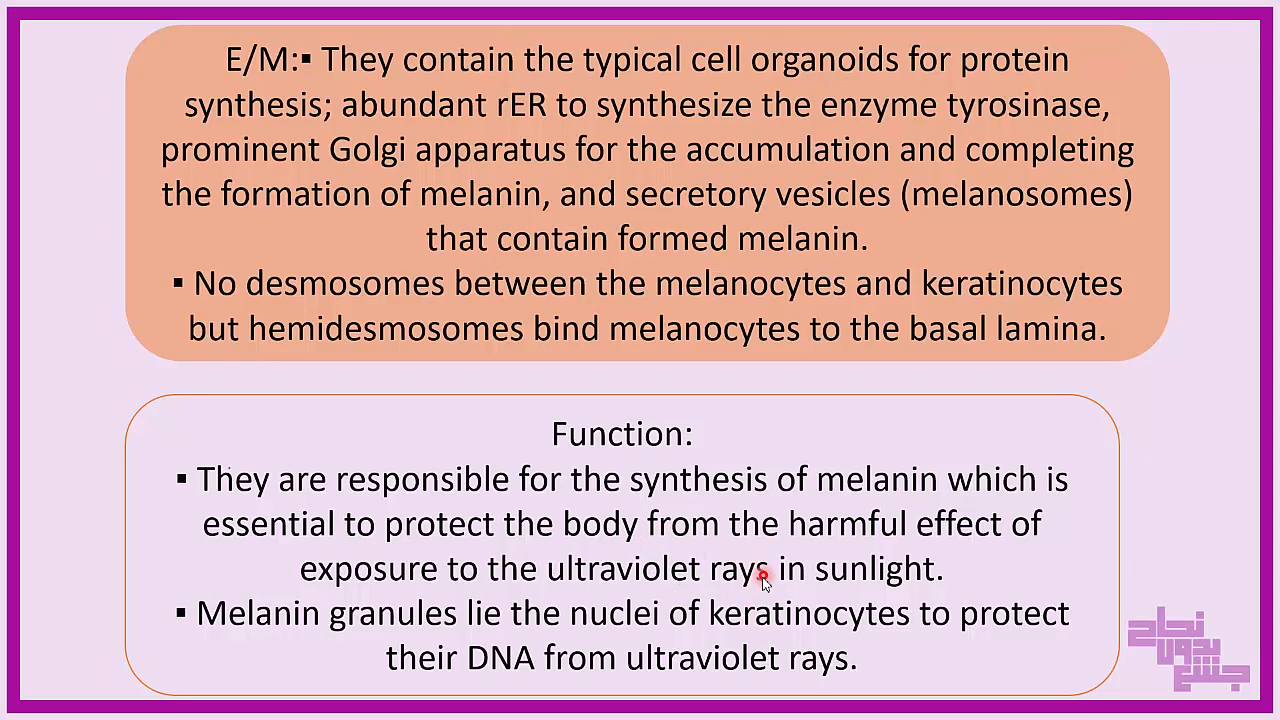 E/M:▪ They contain the typical cell organoids for protein
synthesis; abundant rER to synthesize the enzyme tyrosinase,
prominent Golgi apparatus for the accumulation and completing
the formation of melanin, and secretory vesicles (melanosomes)
that contain formed melanin.
▪ No desmosomes between the melanocytes and keratinocytes
but hemidesmosomes bind melanocytes to the basal lamina.
Function:
▪ They are responsible for the synthesis of melanin which is
essential to protect the body from the harmful effect of
exposure to the ultraviolet rays in sunlight.
▪ Melanin granules lie the nuclei of keratinocytes to protect
their DNA from ultraviolet rays.
نجاح
بدون
جشع